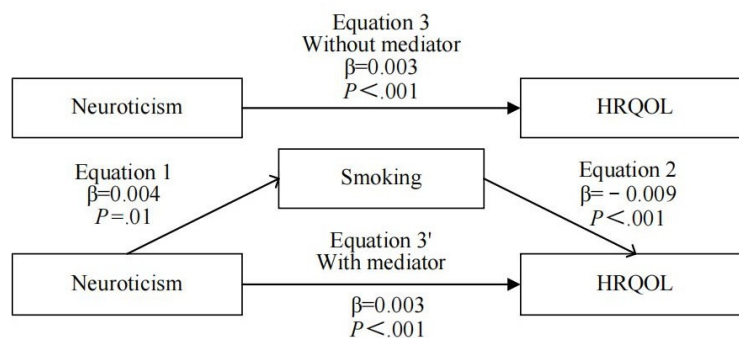 Equation 3
Without mediator
β=0.003
P<.001
Neuroticism
HRQOL
Equation 1
β=0.004
P=.01
Smoking
Equation 2
β=－0.009
P<.001
Equation 3'
With mediator
Neuroticism
HRQOL
β=0.003
P<.001